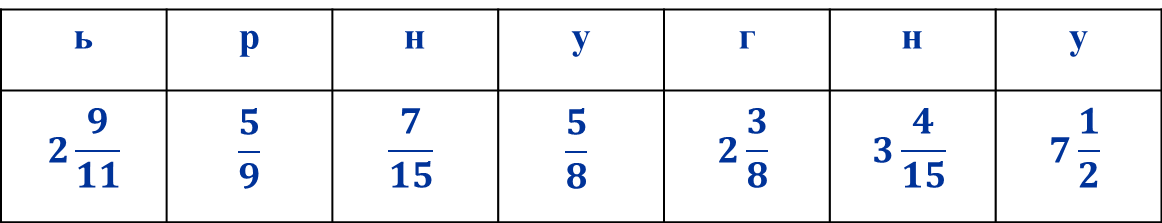 ь р н у г н у
2 9/11 5/9 7/15 5/8 2 3/8 3 4/15 7 1/2